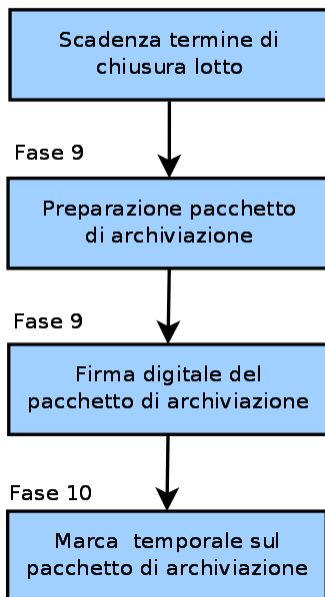 Scadenza termine di
chiusura lotto
Fase 9
Preparazione pacchetto
di archiviazione
Fase 9
Firma digitale del
pacchetto di archiviazione
Fase 10
Marca temporale sul
pacchetto di archiviazione